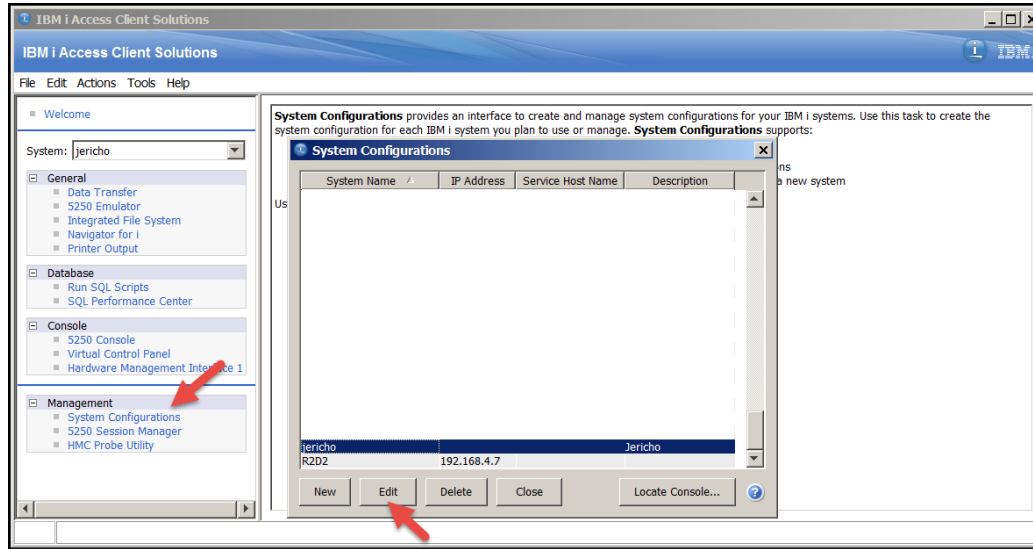 IBM i Access Client Solutions
IBM i Access Client Solutions
IBM
File Edit Actions Tools Help
Welcome
System: jericho
General
Data Transfer
5250 Emulator
Integrated File System
Navigator for i
Printer Output
Database
Run SQL Scripts
SQL Performance Center
Console
5250 Console
Virtual Control Panel
Hardware Management Interface 1
Management
System Configurations
5250 Session Manager
HMC Probe Utility
System Configurations provides an interface to create and manage system configurations for your IBM i systems. Use this task to create the
system configuration for each IBM i system you plan to use or manage. System Configurations supports:
a new system
System Configurations
System Name IP Address Service Host Name Description
jericho Jericho
R2D2 192.168.4.7
New Edit Delete Close Locate Console...